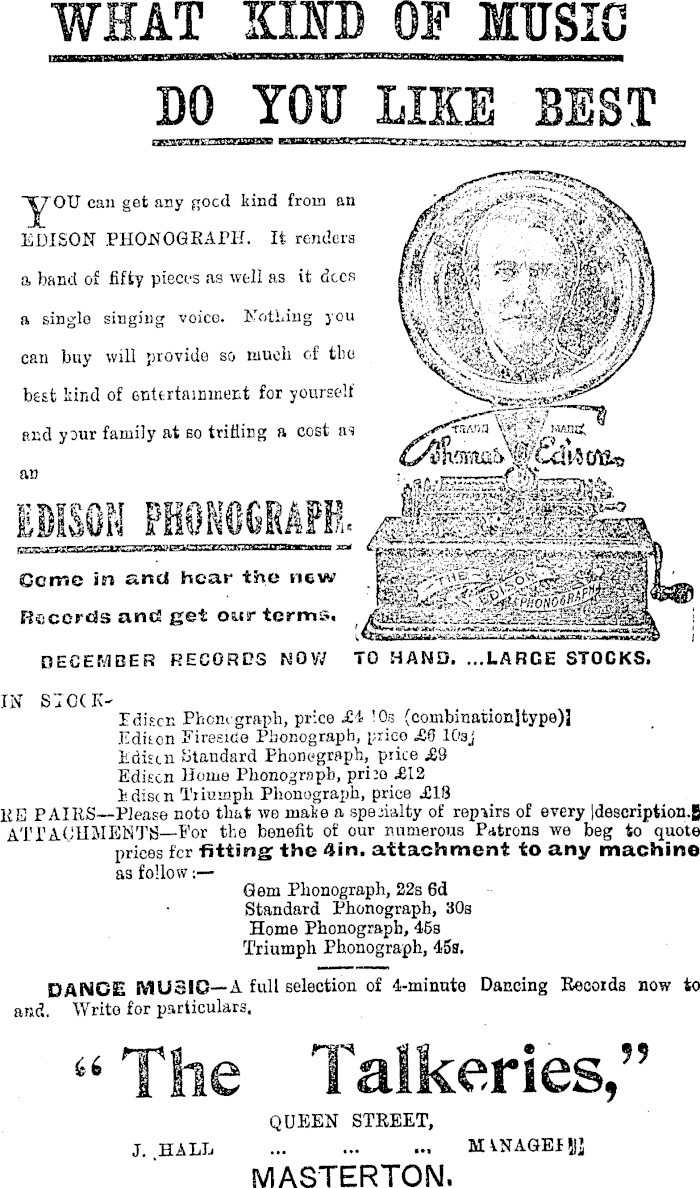 WHAT KIND OF MUSIC
DO YOU LIKE BEST
YOU can get any good kind from an
EDISON PHONOGRAPH. It renders
a band of fifty pieces as well as it does
a single singing voice. Nothing you
can buy will provide so much of the
best kind of entertainment for yourself
and your family at so trifling a cost as
an
EDISON PHONOGRAPH.
Come in and hear the new
Records and get our terms.
TRADE MARK
Thomas Edison.
THE EDISON PHONOGRAPH
DECEMBER RECORDS NOW TO HAND. ...LARGE STOCKS.
IN STOCK-
Edison Phonograph, price £4 10s (combination type)
Edison Fireside Phonograph, price £6 10s
Edison Standard Phonograph, price £9
Edison Home Phonograph, price £12
Edison Triumph Phonograph, price £18
REPAIRS—Please note that we make a specialty of repairs of every description.
ATTACHMENTS—For the benefit of our numerous Patrons we beg to quote
prices for fitting the 4in. attachment to any machine
as follow:—
Gem Phonograph, 22s 6d
Standard Phonograph, 30s
Home Phonograph, 45s
Triumph Phonograph, 45s.
DANCE MUSIC—A full selection of 4-minute Dancing Records now to
and. Write for particulars.
“The Talkeries,”
QUEEN STREET,
J. HALL ... ... ... MANAGER
MASTERTON.